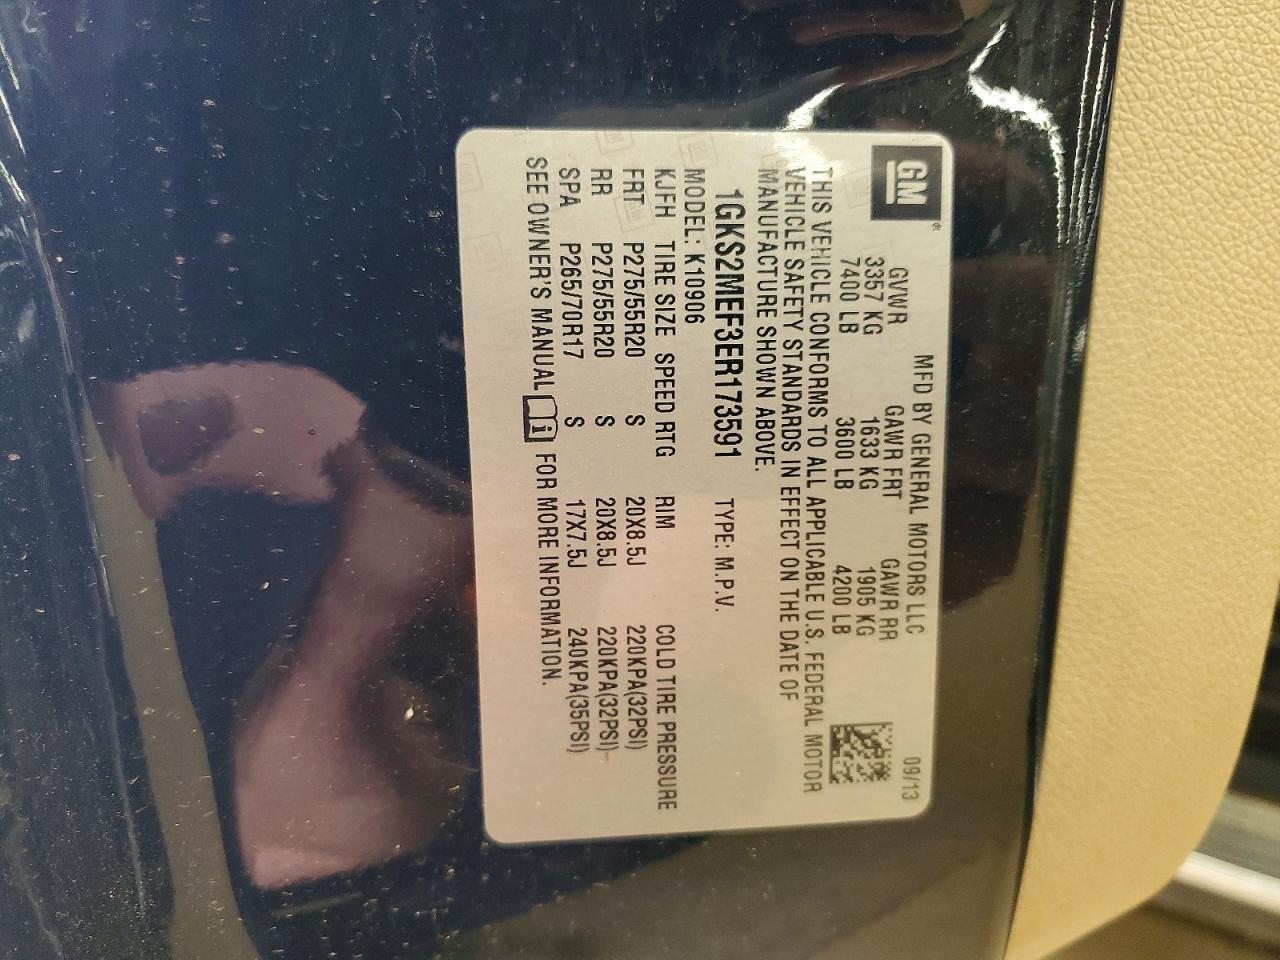 GM
MFD BY GENERAL MOTORS LLC 09/13
GVWR GAWR FRT GAWR RR
3357 KG 1633 KG 1905 KG
7400 LB 3600 LB 4200 LB
THIS VEHICLE CONFORMS TO ALL APPLICABLE U.S. FEDERAL MOTOR
VEHICLE SAFETY STANDARDS IN EFFECT ON THE DATE OF
MANUFACTURE SHOWN ABOVE.
1GKS2MEF3ER173591 TYPE: M.P.V.
MODEL: K10906
KJFH TIRE SIZE SPEED RTG RIM COLD TIRE PRESSURE
FRT P275/55R20 S 20X8.5J 220KPA(32PSI)
RR P275/55R20 S 20X8.5J 220KPA(32PSI)
SPA P265/70R17 S 17X7.5J 240KPA(35PSI)
SEE OWNER'S MANUAL i FOR MORE INFORMATION.